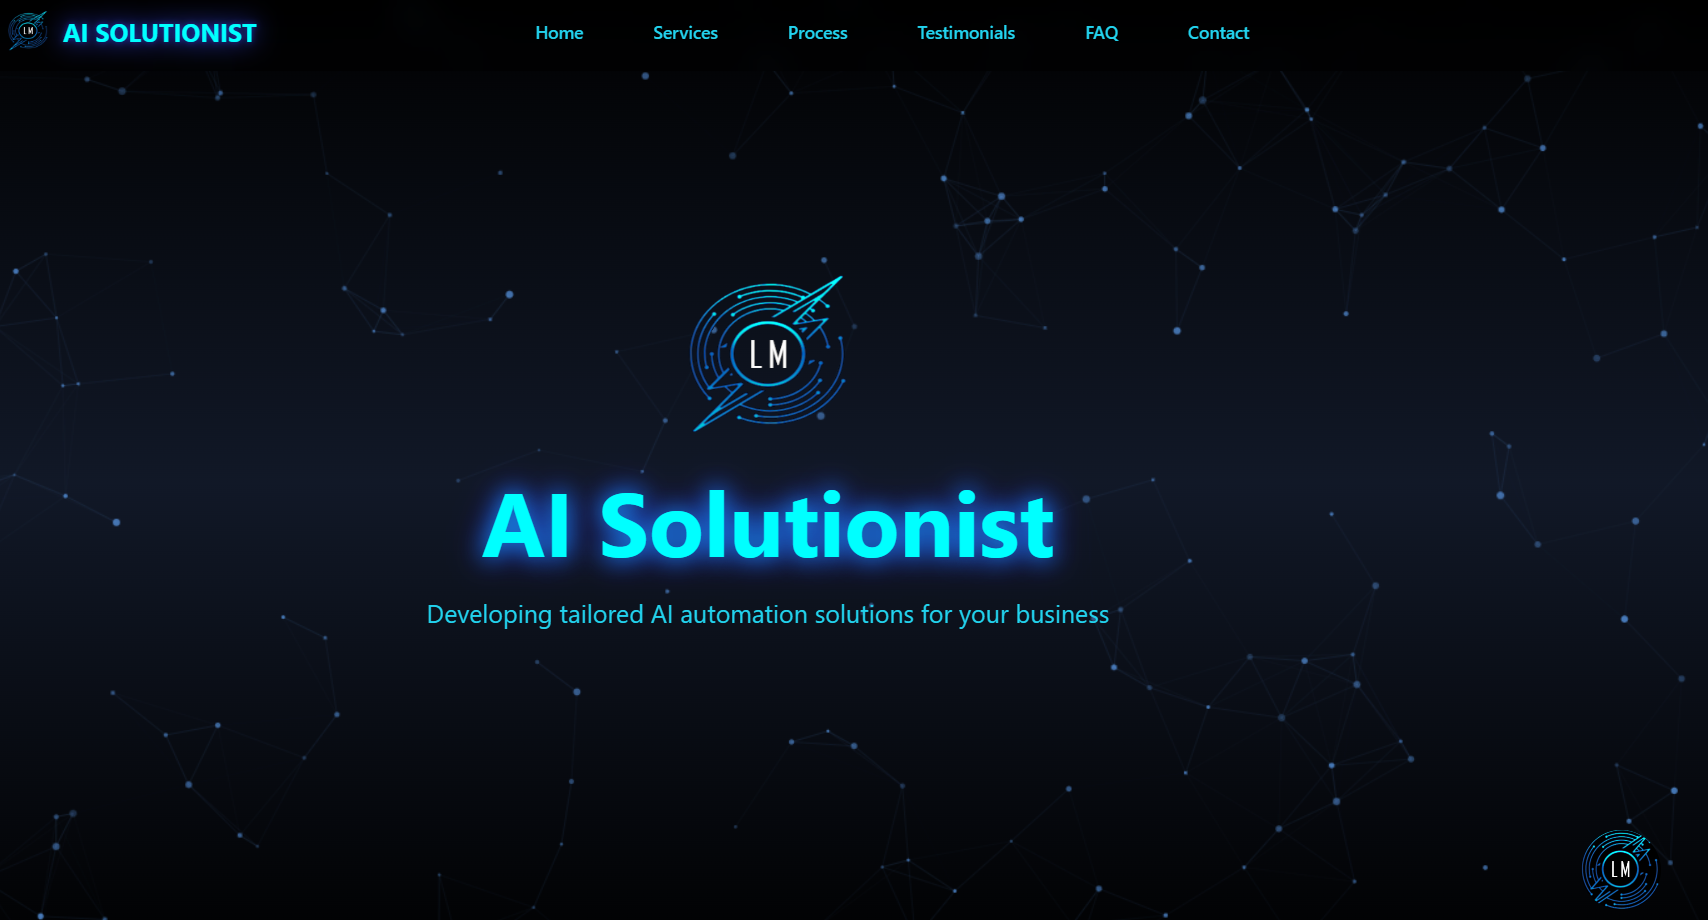 LM
AI SOLUTIONIST
Home
Services
Process
Testimonials
FAQ
Contact
LM
AI Solutionist
Developing tailored AI automation solutions for your business
LM